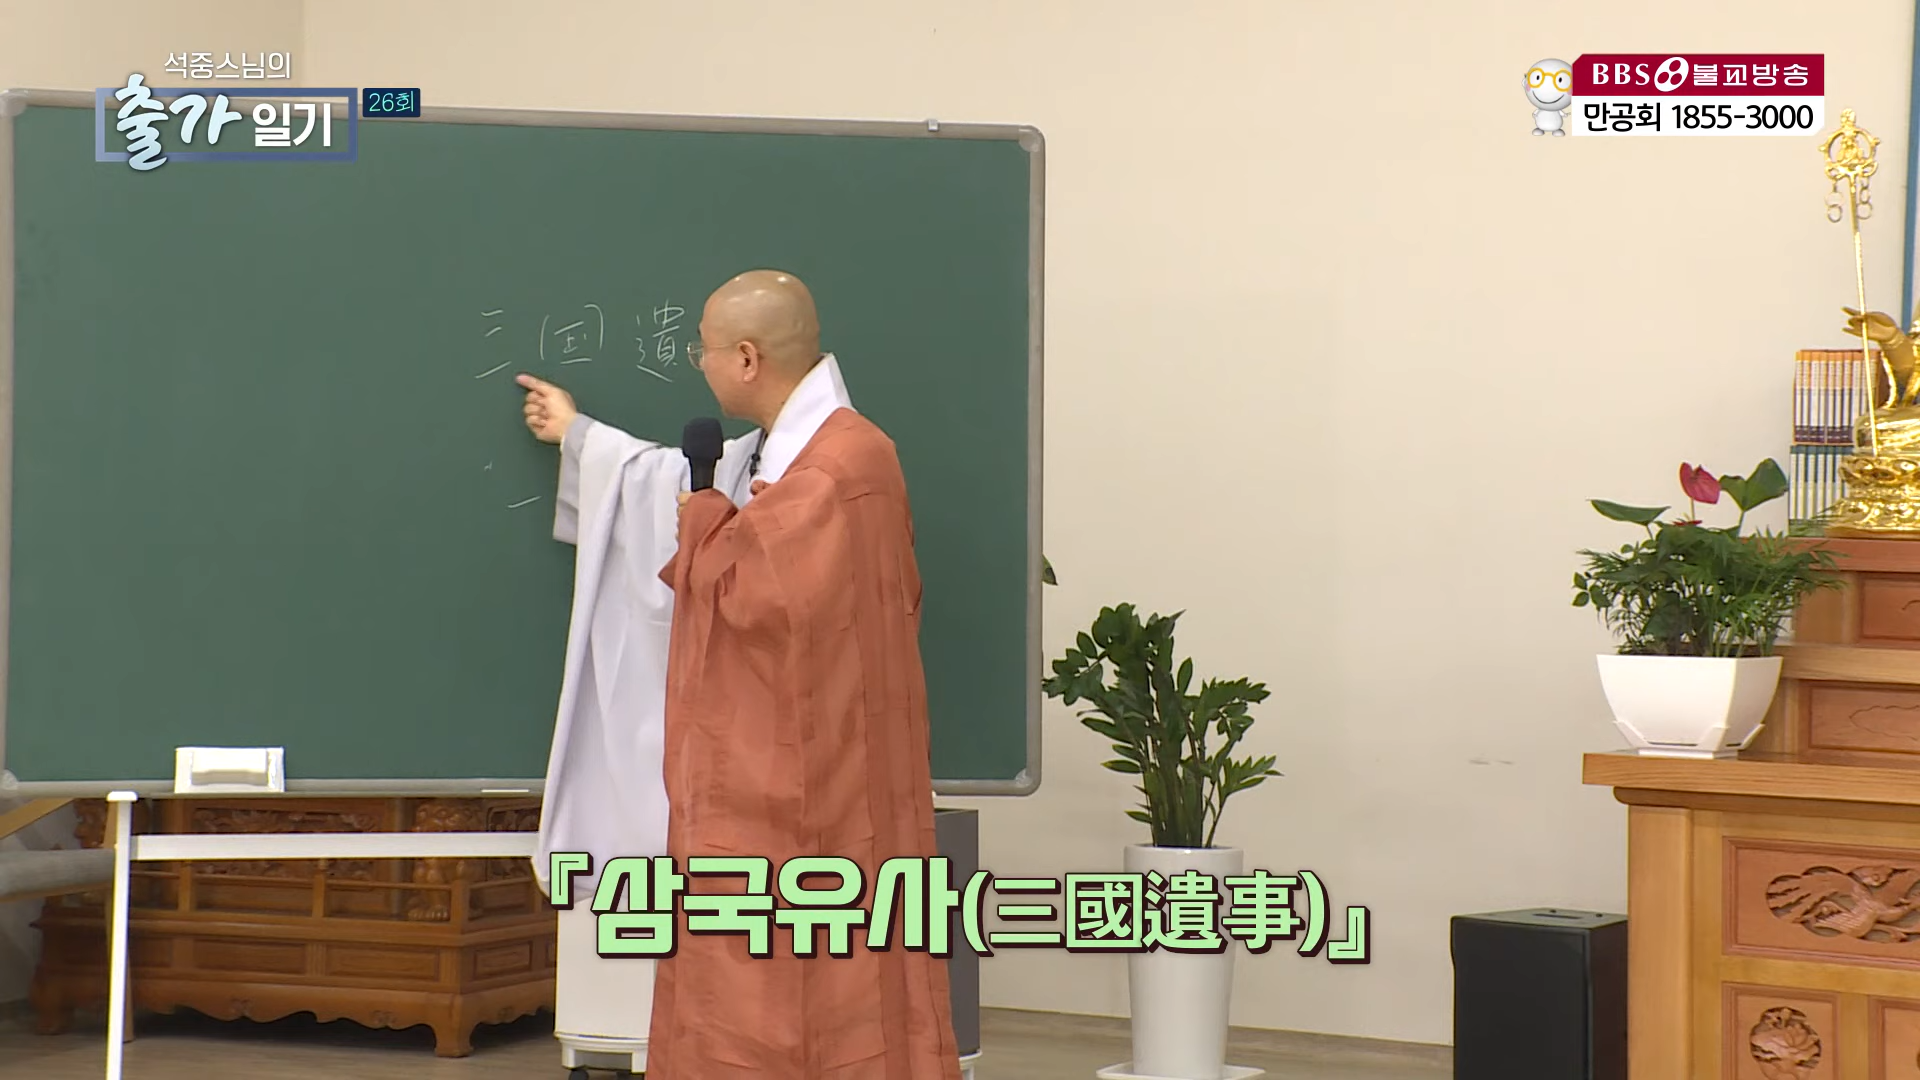 석중스님의
출가 일기 26회
BBS 불교방송
만공회 1855-3000
三国遺
『삼국유사(三國遺事)』